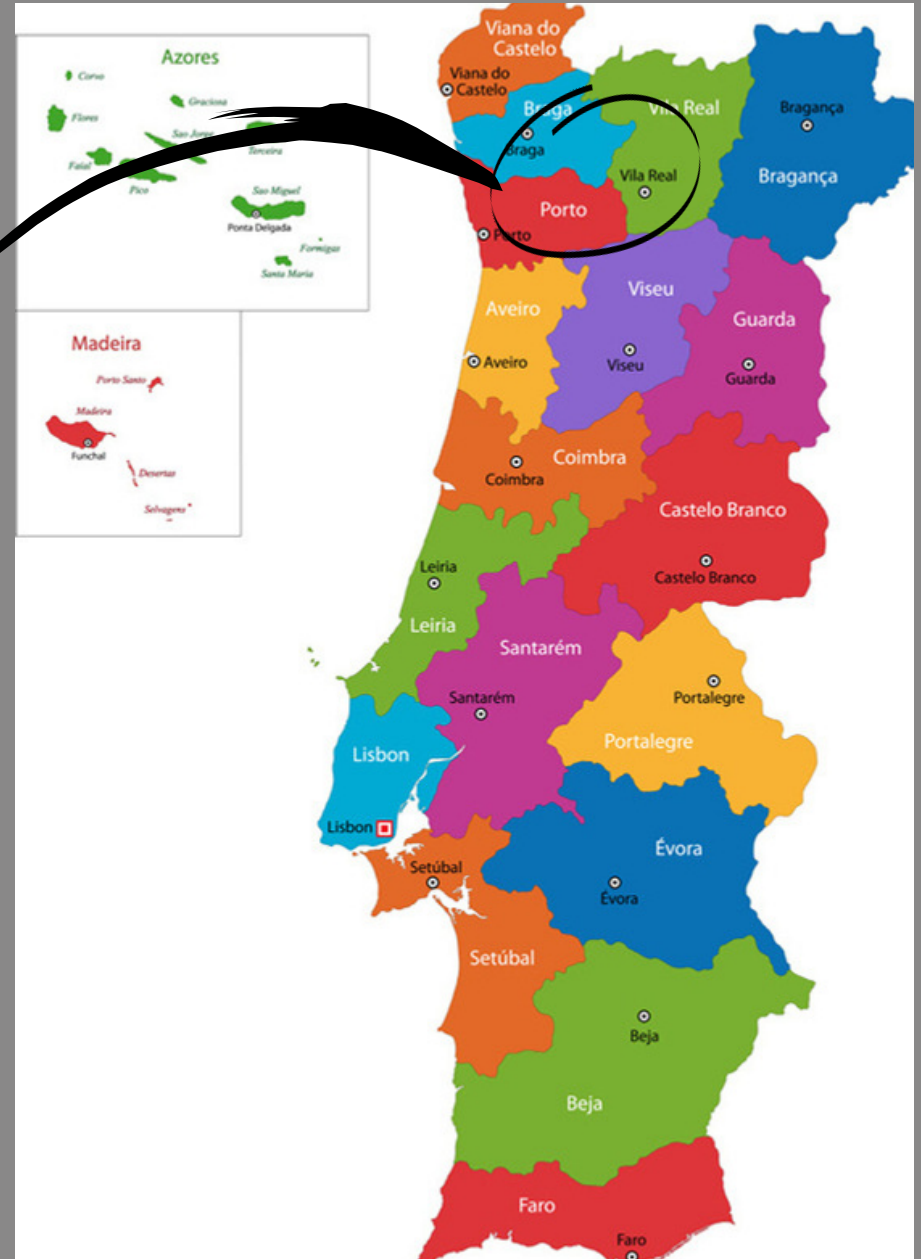 Azores
Corvo
Flores
Graciosa
Sao Jorge
Terceira
Faial
Pico
Sao Miguel
Ponta Delgada
Formigas
Santa Maria
Madeira
Porto Santo
Madeira
Funchal
Desertas
Selvagens
Viana do
Castelo
Viana do
Castelo
Braga
Braga
Vila Real
Vila Real
Bragança
Bragança
Porto
Porto
Aveiro
Aveiro
Viseu
Viseu
Guarda
Guarda
Coimbra
Coimbra
Castelo Branco
Castelo Branco
Leiria
Leiria
Santarém
Santarém
Portalegre
Portalegre
Lisbon
Lisbon
Évora
Évora
Setúbal
Setúbal
Beja
Beja
Faro
Faro